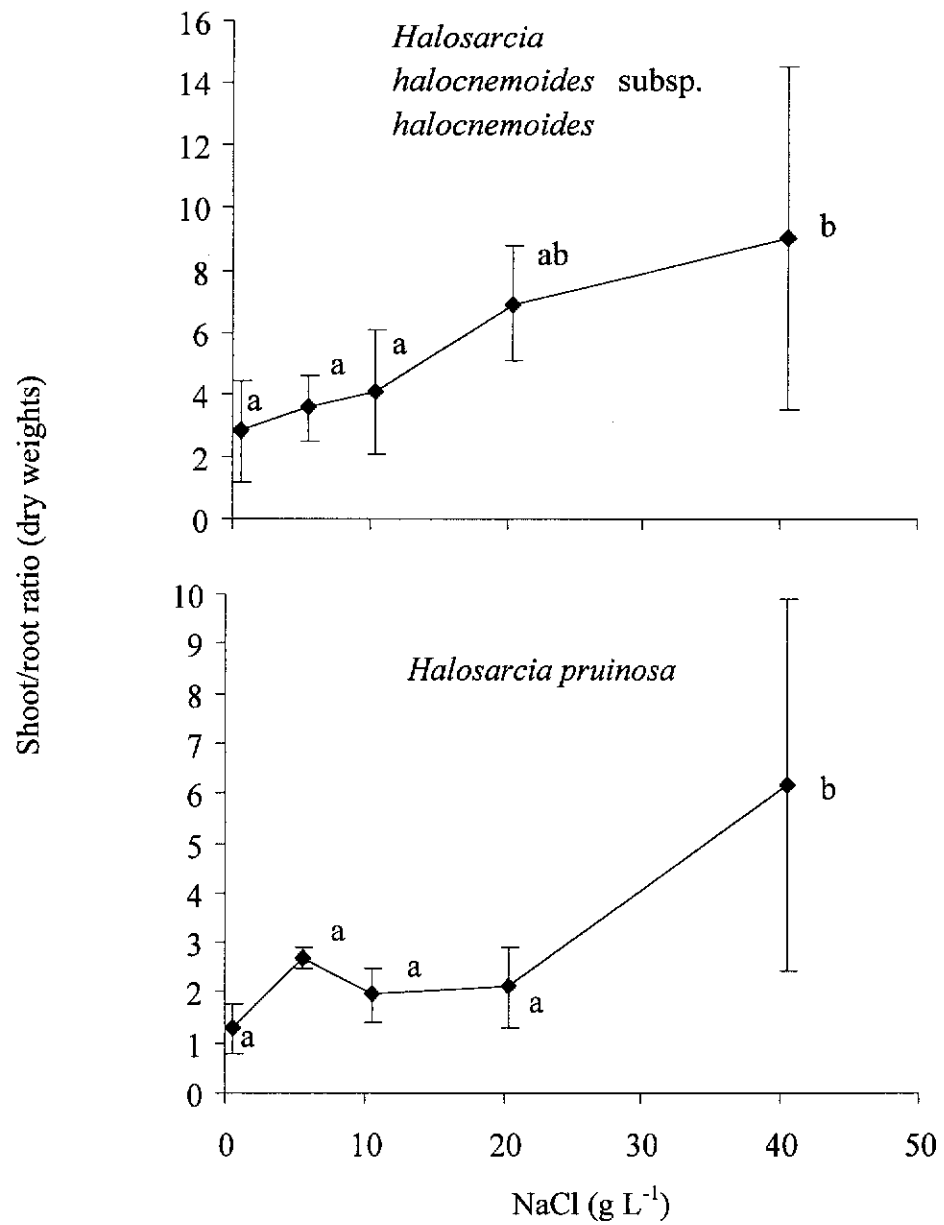 Shoot/root ratio (dry weights)
16
14
12
10
8
6
4
2
0
Halosarcia
halocnemoides subsp.
halocnemoides
a
a
a
ab
b
10
9
8
7
6
5
4
3
2
1
0
Halosarcia pruinosa
a
a
a
a
b
0
10
20
30
40
50
NaCl (g L⁻¹)